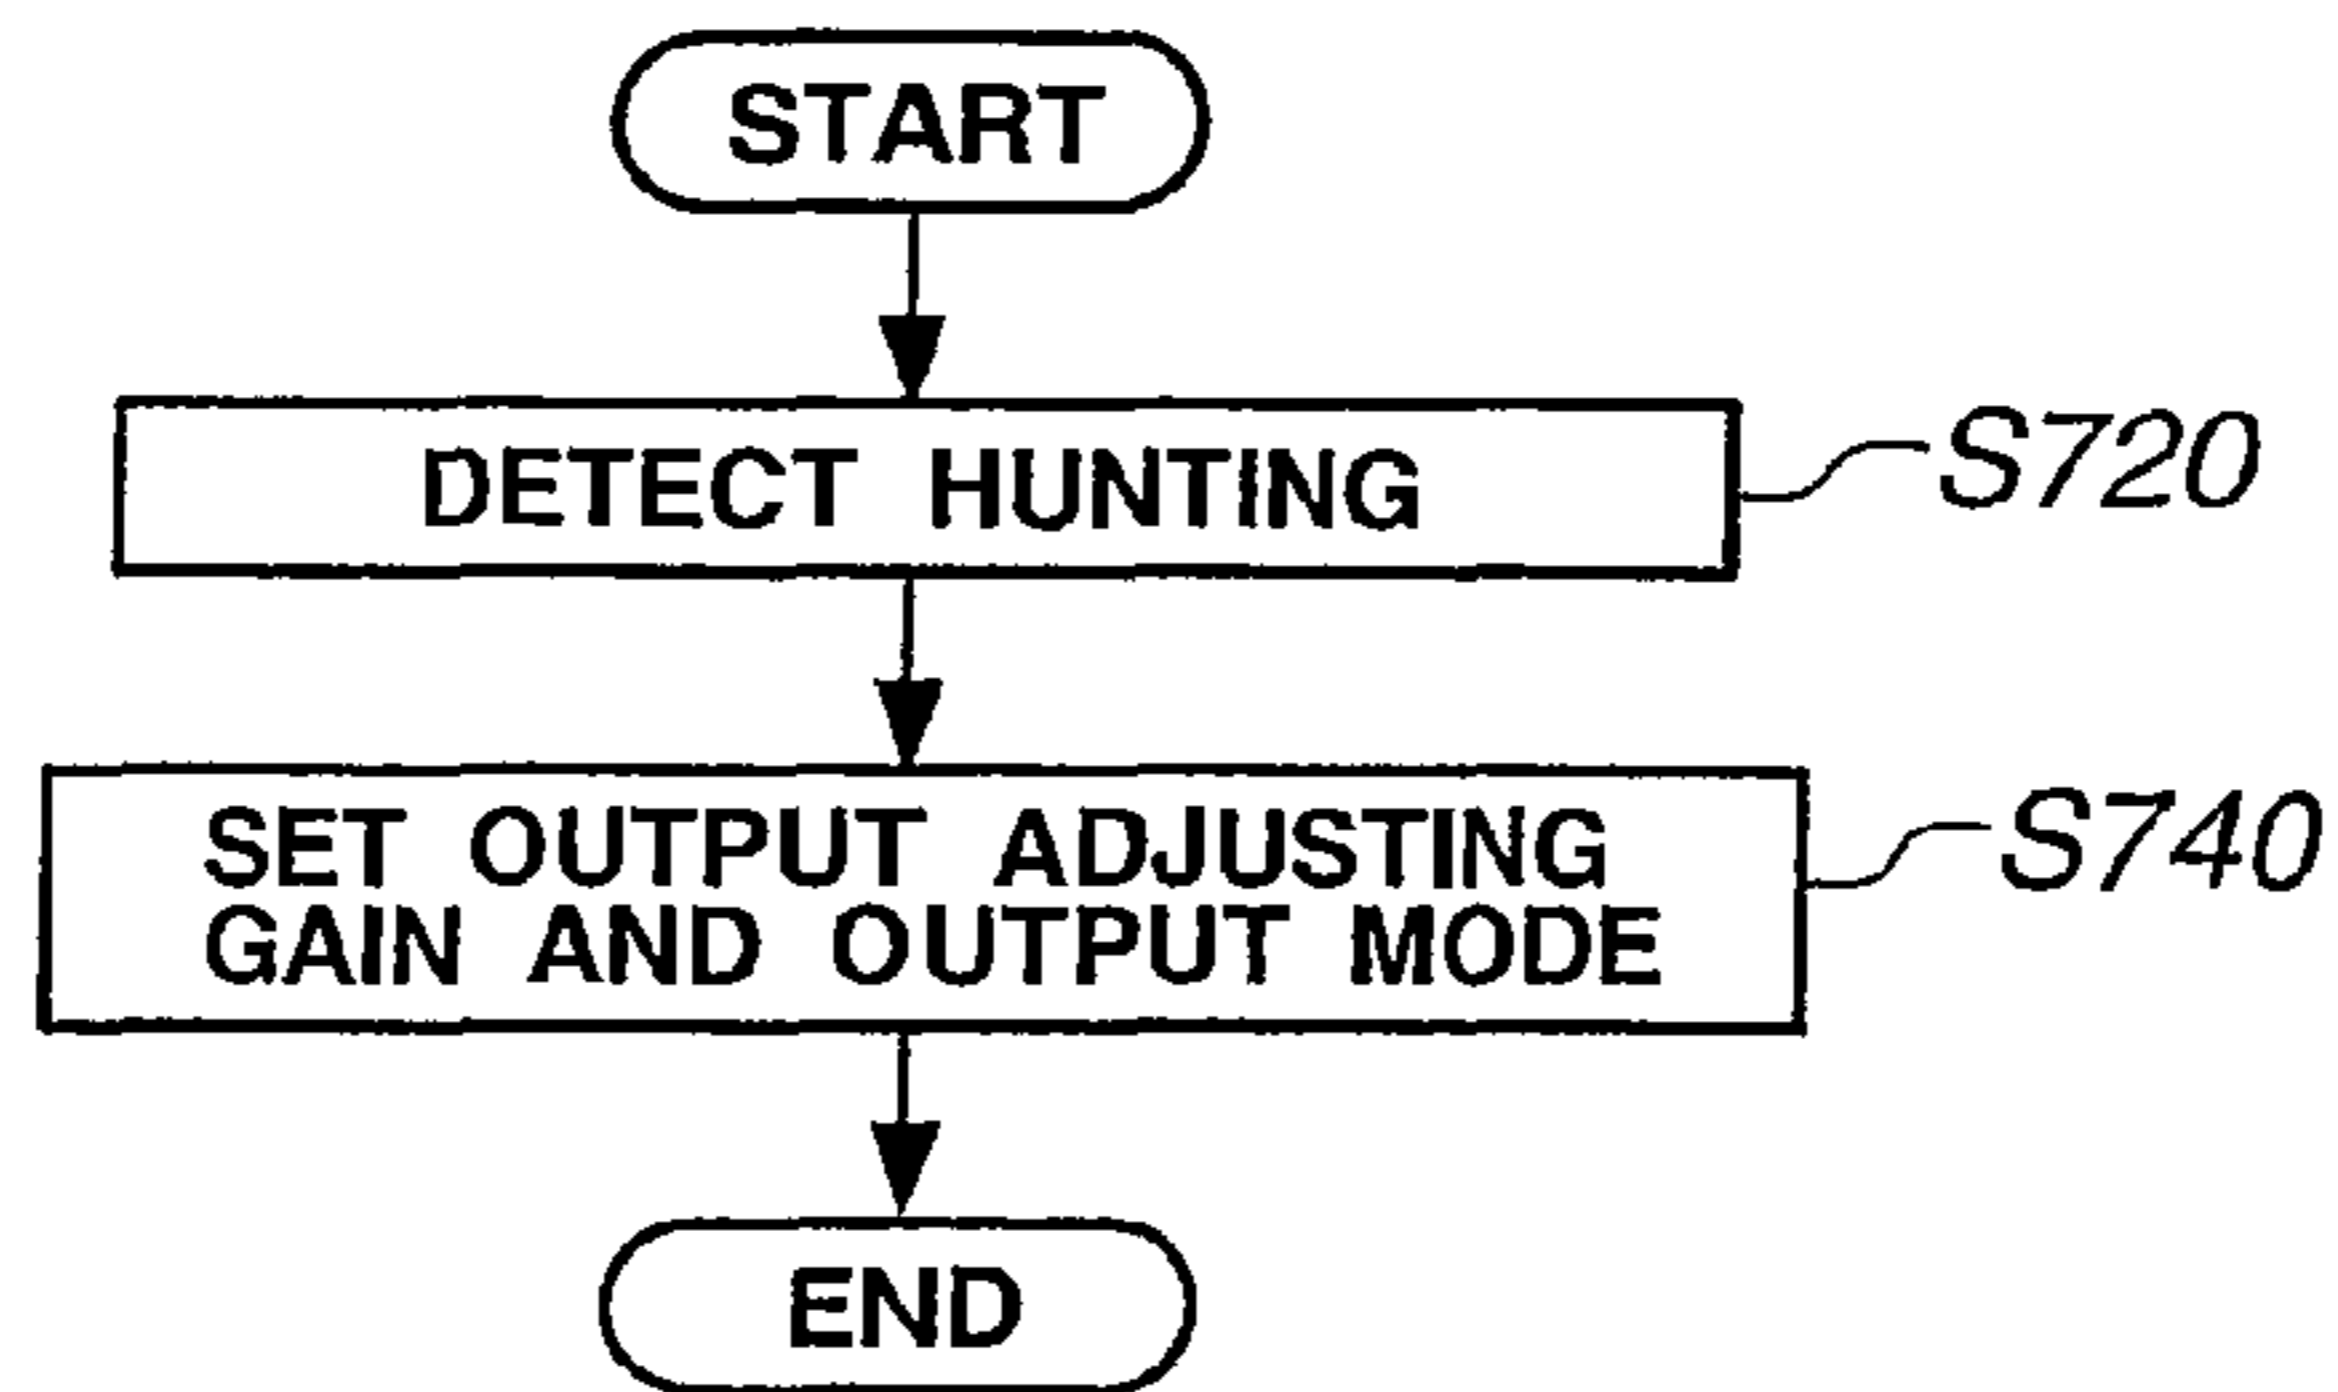 START
DETECT HUNTING
S720
SET OUTPUT ADJUSTING
GAIN AND OUTPUT MODE
S740
END